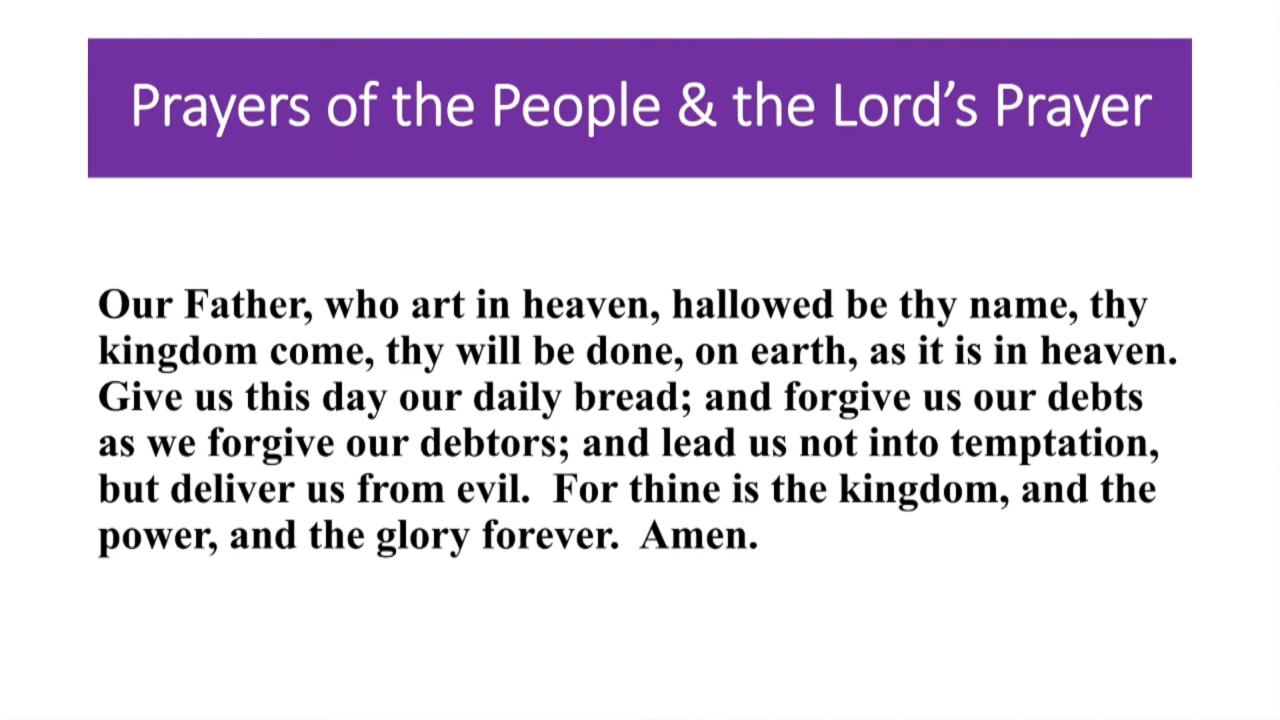 Prayers of the People & the Lord’s Prayer
Our Father, who art in heaven, hallowed be thy name, thy
kingdom come, thy will be done, on earth, as it is in heaven.
Give us this day our daily bread; and forgive us our debts
as we forgive our debtors; and lead us not into temptation,
but deliver us from evil.  For thine is the kingdom, and the
power, and the glory forever.  Amen.